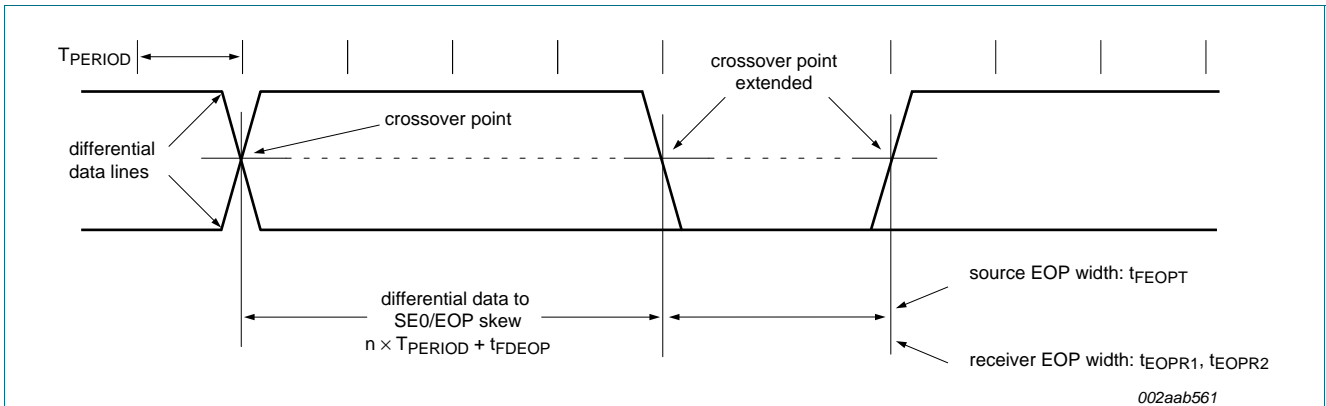 TPERIOD
crossover point
extended
crossover point
differential
data lines
differential data to
SE0/EOP skew
n × TPERIOD + tFDEOP
source EOP width: tFEOPT
receiver EOP width: tEOPR1, tEOPR2
002aab561